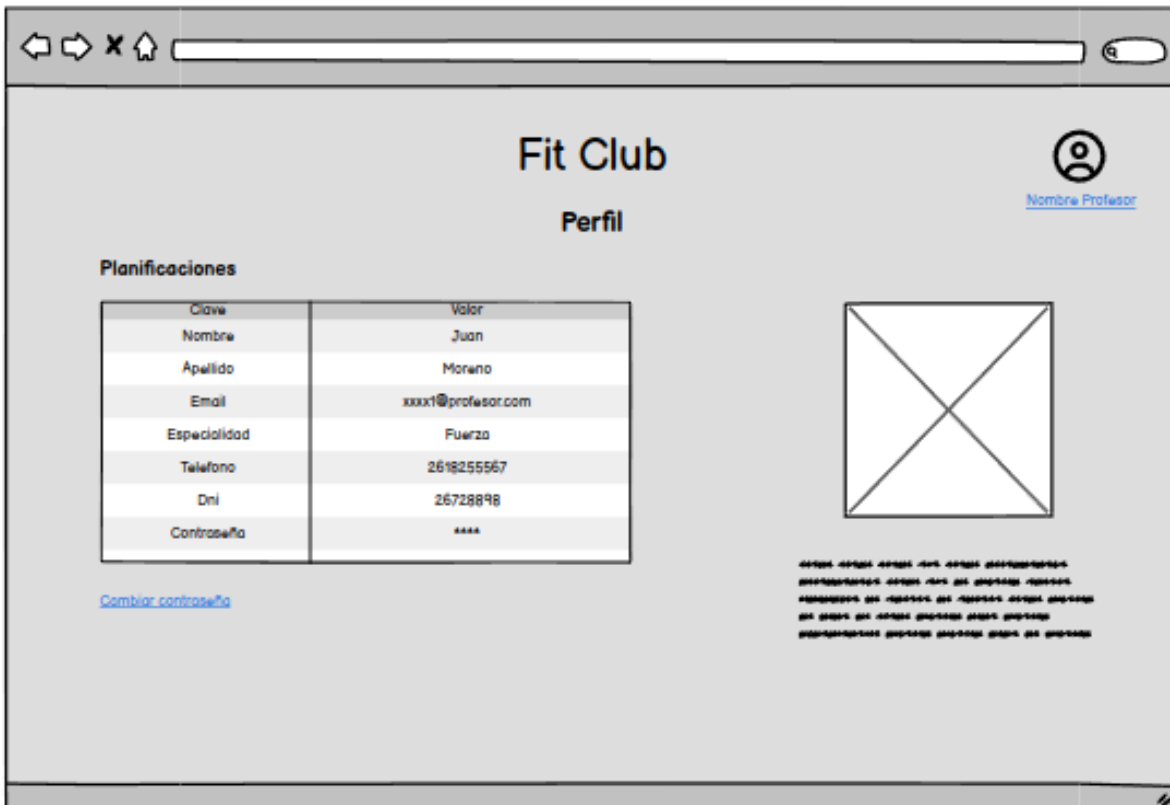 Fit Club
Nombre Profesor
Perfil
Planificaciones
Clave Valor
Nombre Juan
Apellido Moreno
Email xxxx1@profesor.com
Especialidad Fuerza
Telefono 2618255567
Dni 26728898
Contraseña ****
Cambiar contraseña